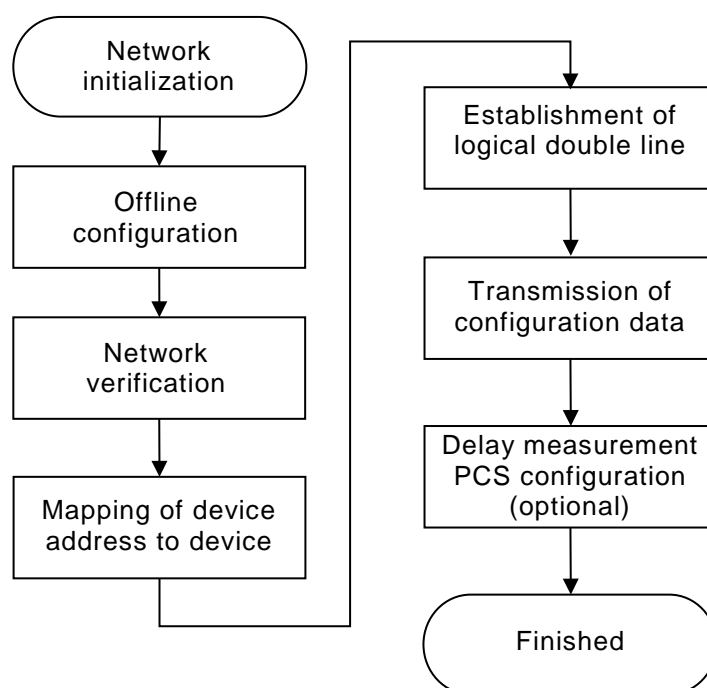 Network
initialization
Offline
configuration
Network
verification
Mapping of device
address to device
Establishment of
logical double line
Transmission of
configuration data
Delay measurement
PCS configuration
(optional)
Finished